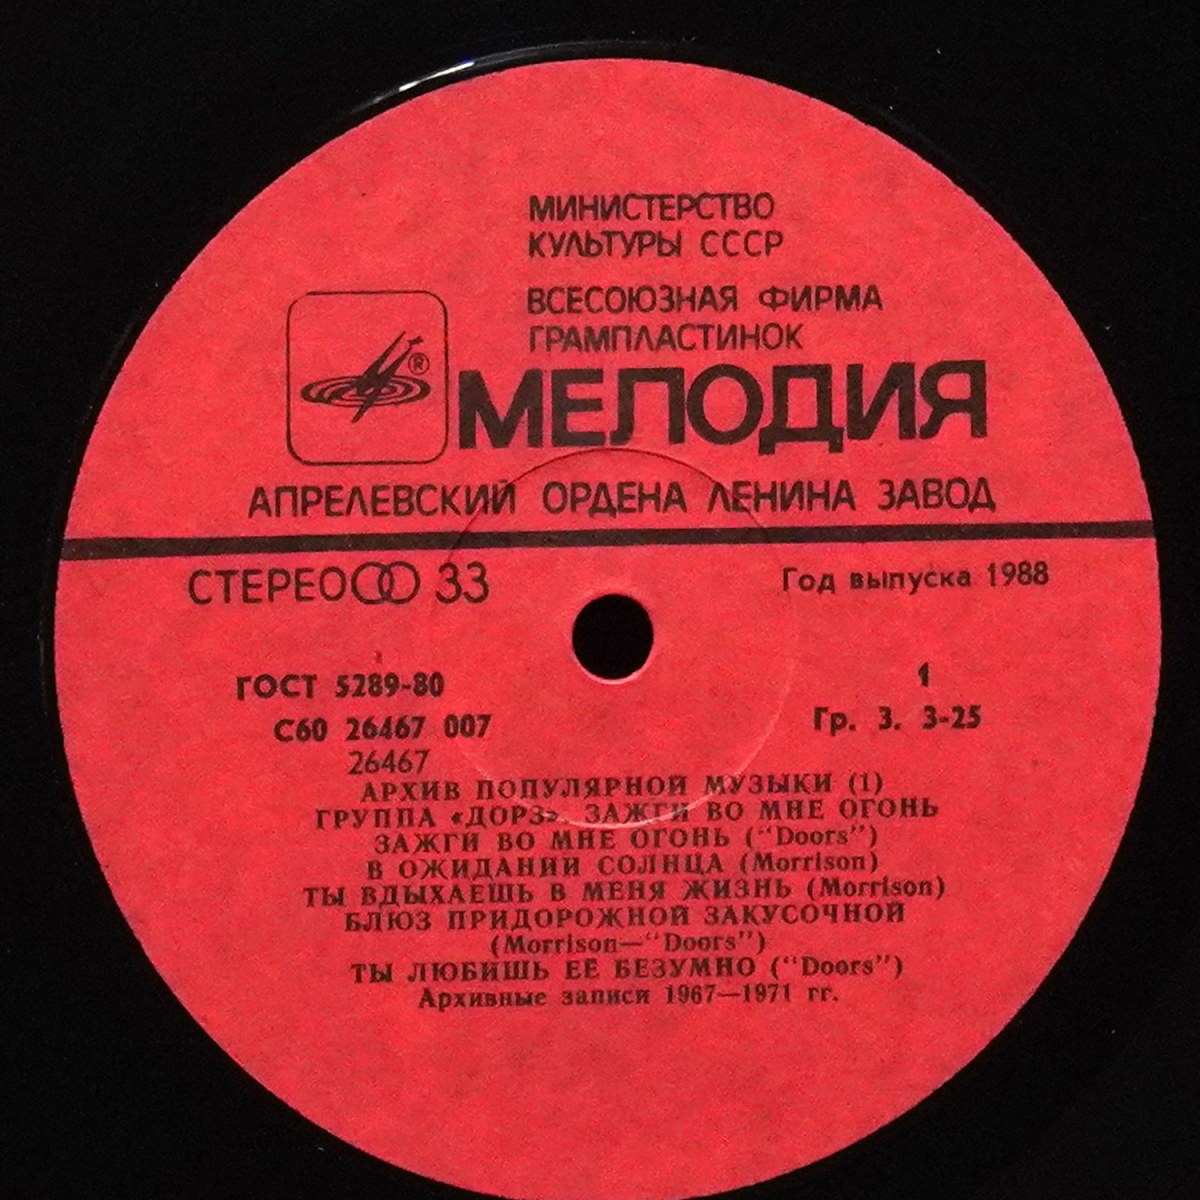 МИНИСТЕРСТВО
КУЛЬТУРЫ СССР
ВСЕСОЮЗНАЯ ФИРМА
ГРАМПЛАСТИНОК
®
МЕЛОДИЯ
АПРЕЛЕВСКИЙ ОРДЕНА ЛЕНИНА ЗАВОД
СТЕРЕО 33
Год выпуска 1988
ГОСТ 5289-80
1
С60 26467 007
Гр. 3. 3-25
26467
АРХИВ ПОПУЛЯРНОЙ МУЗЫКИ (1)
ГРУППА «ДОРЗ». ЗАЖГИ ВО МНЕ ОГОНЬ
ЗАЖГИ ВО МНЕ ОГОНЬ ("Doors")
В ОЖИДАНИИ СОЛНЦА (Morrison)
ТЫ ВДЫХАЕШЬ В МЕНЯ ЖИЗНЬ (Morrison)
БЛЮЗ ПРИДОРОЖНОЙ ЗАКУСОЧНОЙ
(Morrison—"Doors")
ТЫ ЛЮБИШЬ ЕЁ БЕЗУМНО ("Doors")
Архивные записи 1967—1971 гг.